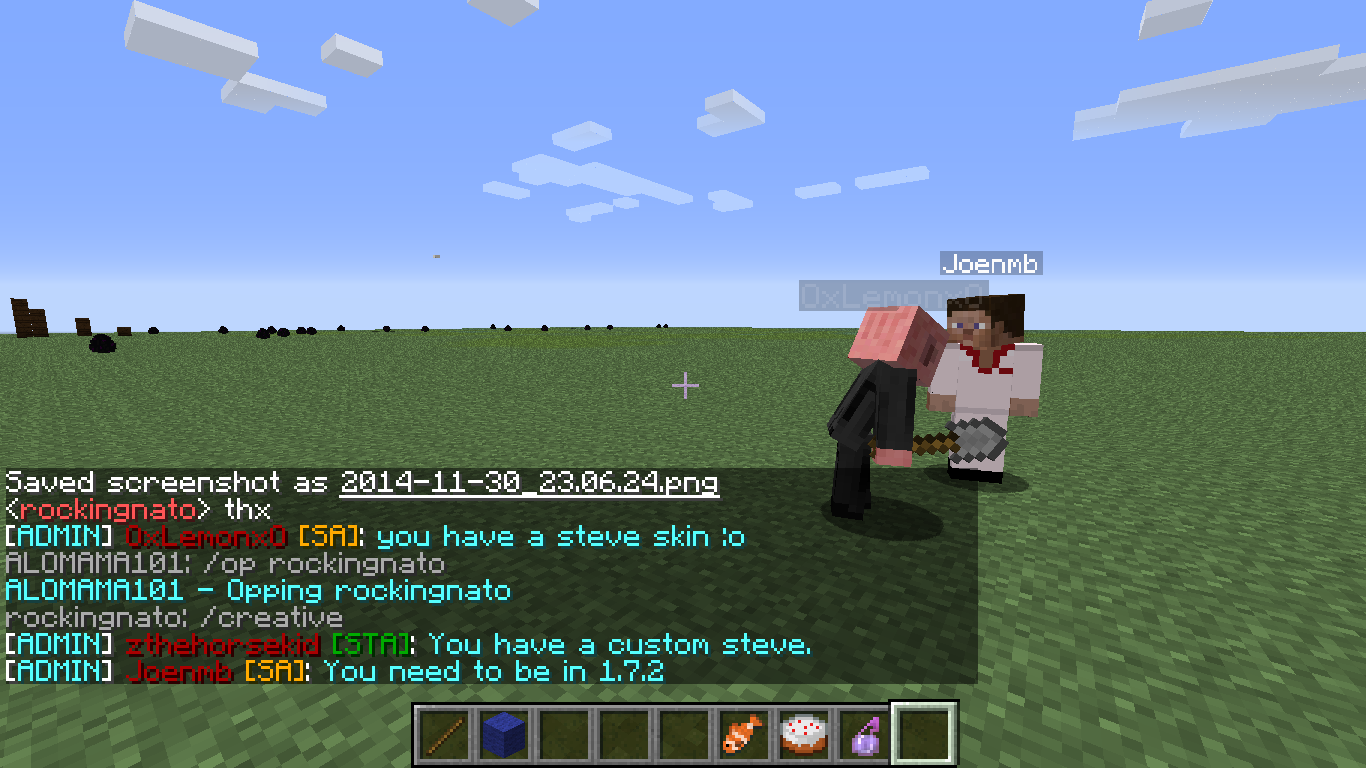 Joenmb
0xLemonx0
Saved screenshot as 2014-11-30_23.06.24.png
<rockingnato> thx
[ADMIN] 0xLemonx0 [SA]: you have a steve skin :o
ALOMAMA101: /op rockingnato
ALOMAMA101 - Opping rockingnato
rockingnato: /creative
[ADMIN] zthehorsekid [STA]: You have a custom steve.
[ADMIN] Joenmb [SA]: You need to be in 1.7.2